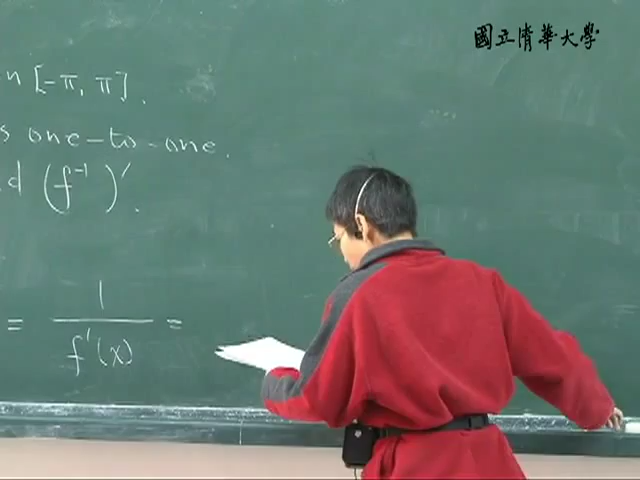 國立清華大學
n [-π, π].
s one-to-one.
d (f⁻¹)′.
= 1 / f′(x) =